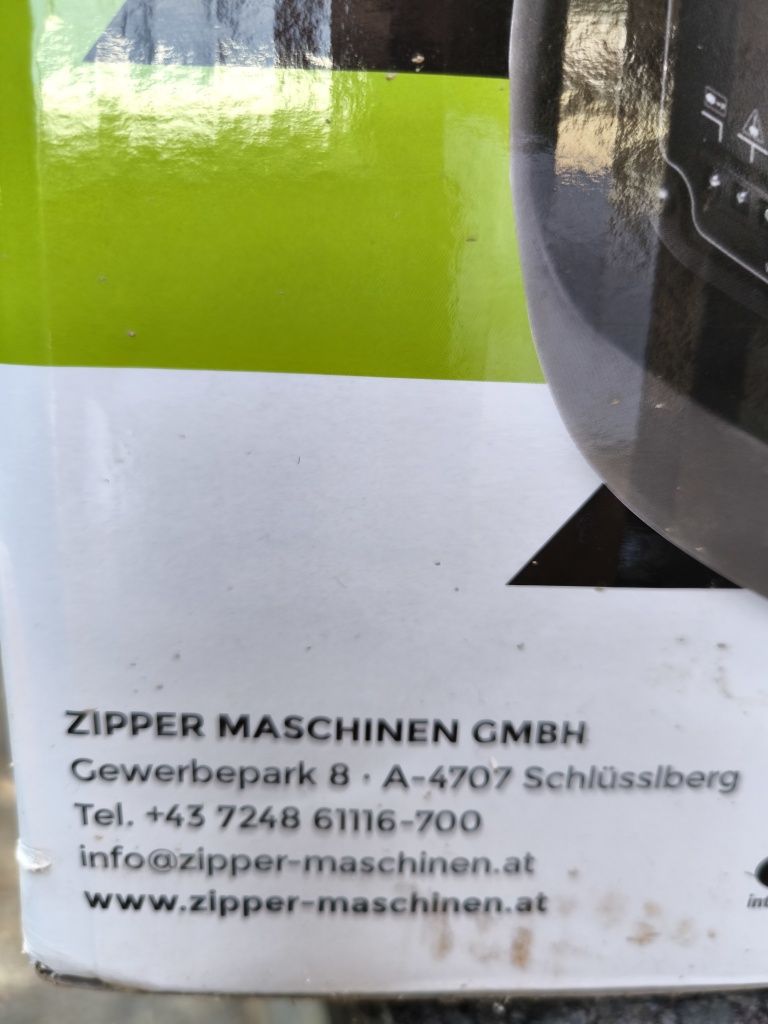 ZIPPER MASCHINEN GMBH
Gewerbepark 8 · A-4707 Schlüsslberg
Tel. +43 7248 61116-700
info@zipper-maschinen.at
www.zipper-maschinen.at